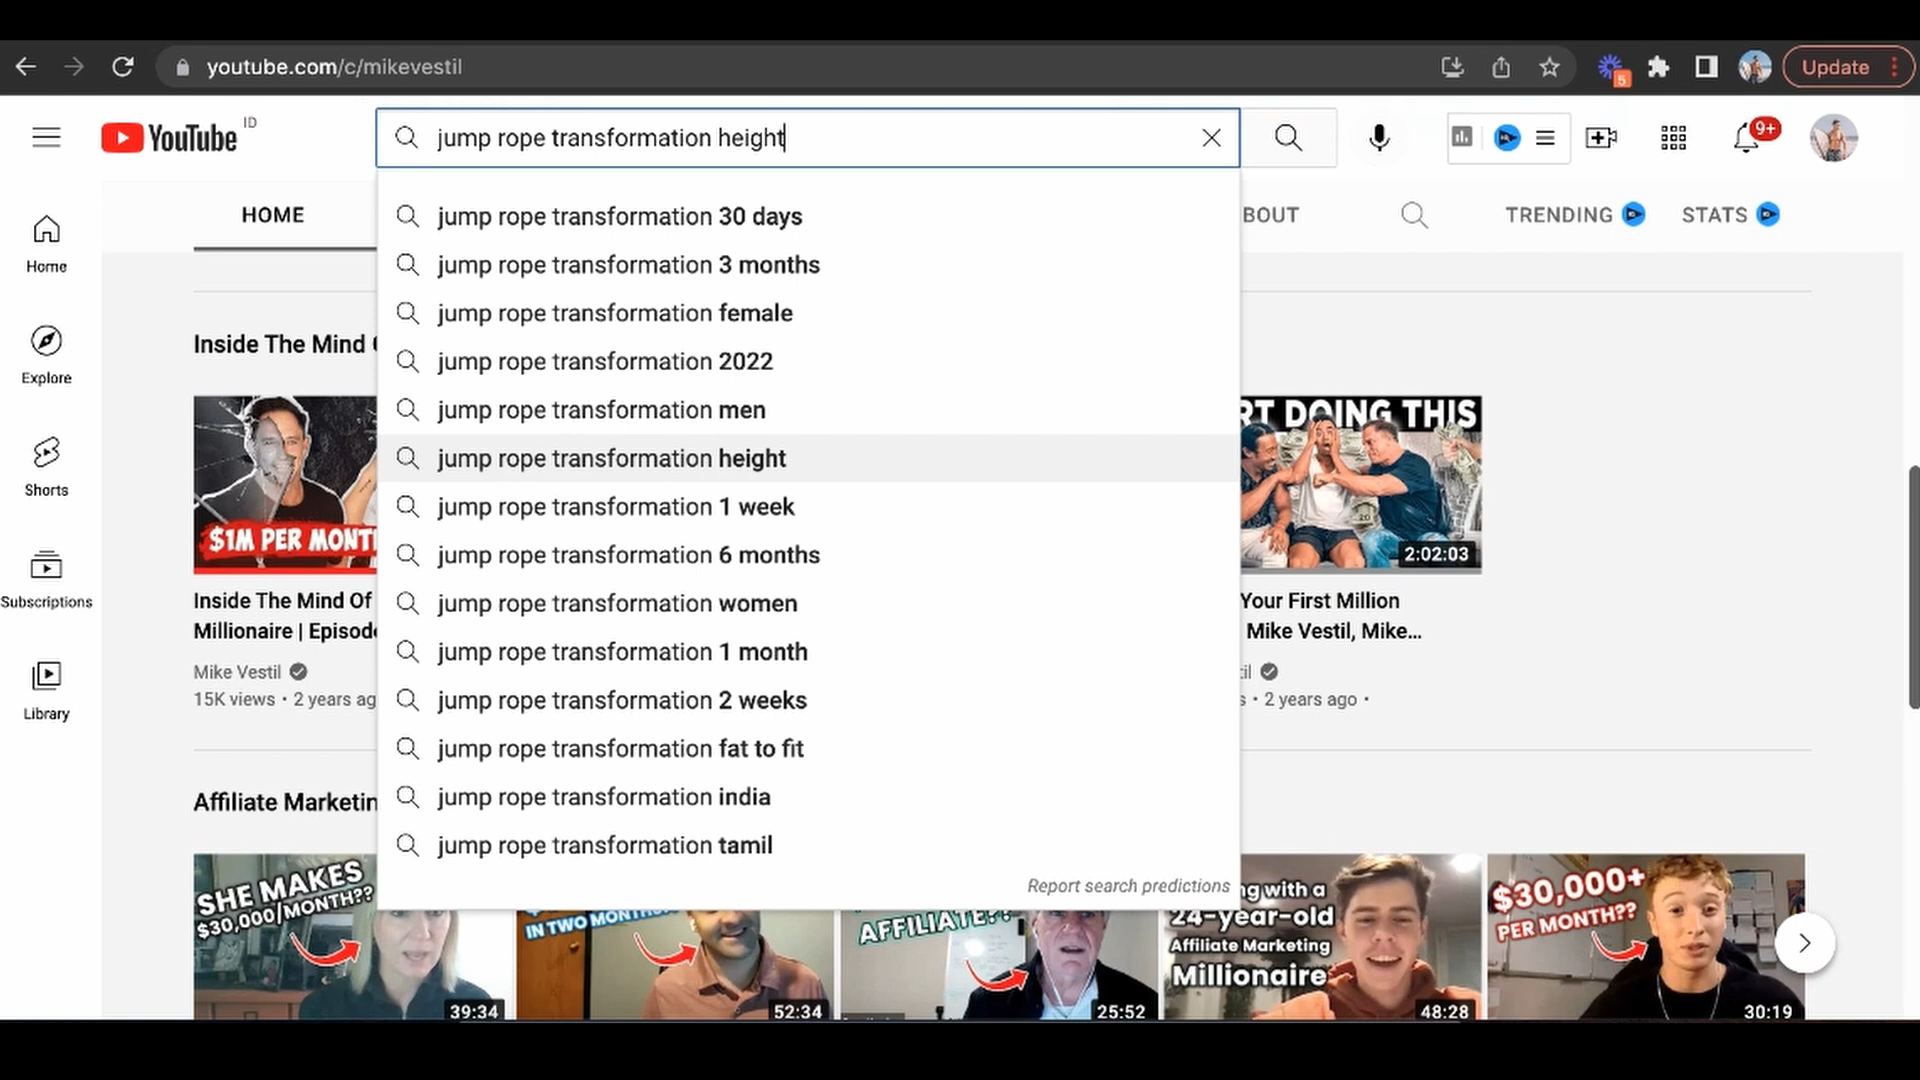 youtube.com/c/mikevestil
5
Update
YouTube ID
jump rope transformation height
9+
HOME
BOUT
TRENDING
STATS
Home
Explore
Shorts
Subscriptions
Library
jump rope transformation 30 days
jump rope transformation 3 months
jump rope transformation female
jump rope transformation 2022
jump rope transformation men
jump rope transformation height
jump rope transformation 1 week
jump rope transformation 6 months
jump rope transformation women
jump rope transformation 1 month
jump rope transformation 2 weeks
jump rope transformation fat to fit
jump rope transformation india
jump rope transformation tamil
Report search predictions
Inside The Mind
$1M PER MONT
Inside The Mind Of
Millionaire | Episod
Mike Vestil
15K views • 2 years ag
RT DOING THIS
2:02:03
Your First Million
Mike Vestil, Mike...
til
s • 2 years ago •
Affiliate Marketin
SHE MAKES
$30,000/MONTH??
39:34
IN TWO MONTHS
52:34
AFFILIATE??
25:52
ng with a
24-year-old
Affiliate Marketing
Millionaire
48:28
$30,000+
PER MONTH??
30:19